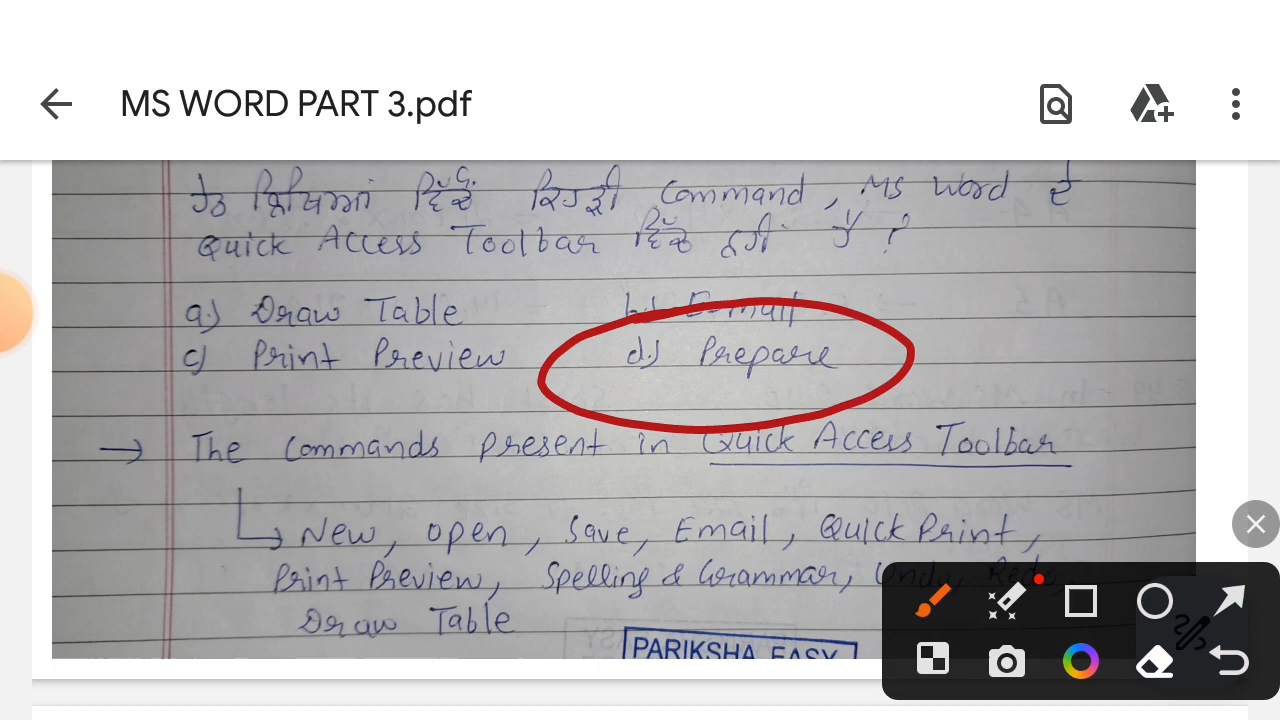 MS WORD PART 3.pdf
ਹੇਠ ਲਿਖਿਆਂ ਵਿੱਚੋਂ ਕਿਹੜੀ Command, MS Word ਦੇ
Quick Access Toolbar ਵਿੱਚ ਨਹੀਂ ਹੈ ?
a.) Draw Table b.) E-mail
c) Print Preview d.) Prepare
→ The Commands present in Quick Access Toolbar
New, open, Save, Email, Quick Print,
Print Preview, Spelling & Grammar, Undo, Redo,
Draw Table
PARIKSHA EASY